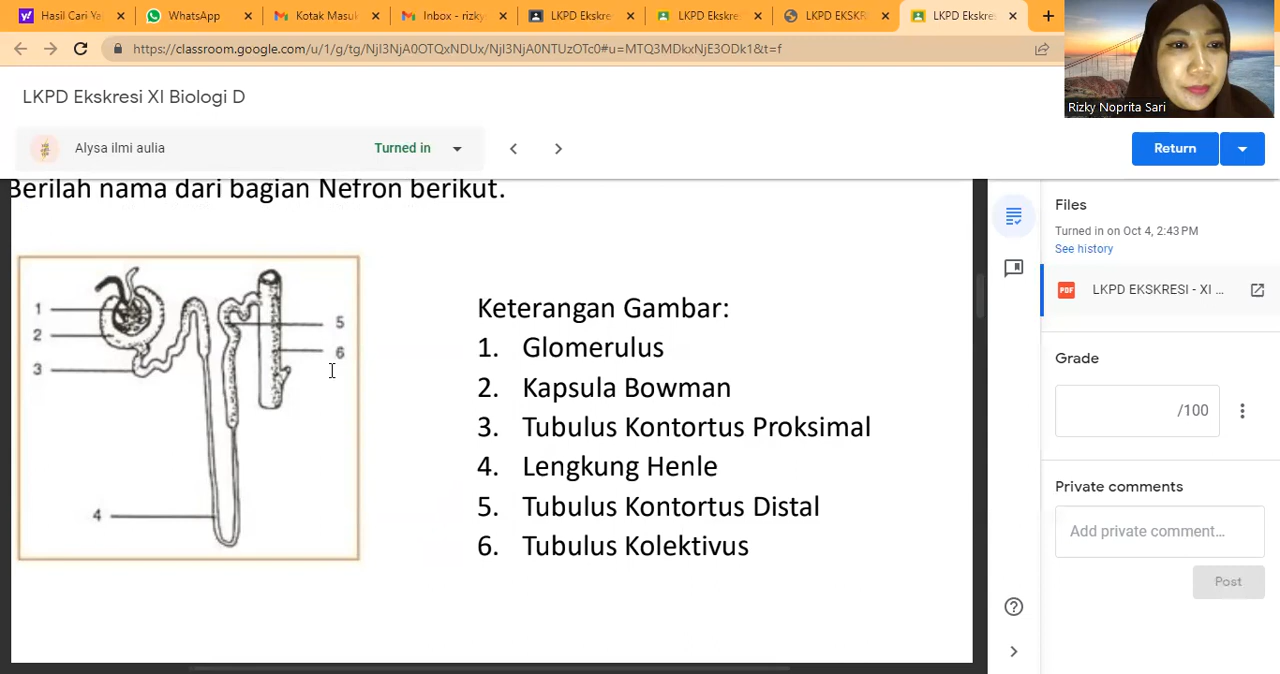 Hasil Cari Ya
WhatsApp
Kotak Masuk
Inbox - rizky
LKPD Ekskre
LKPD Ekskre
LKPD EKSKR
LKPD Ekskre
https://classroom.google.com/u/1/g/tg/NjI3NjA0OTQxNDUx/NjI3NjA0NTUzOTc0#u=MTQ3MDkxNjE3ODk1&t=f
Rizky Noprita Sari
LKPD Ekskresi XI Biologi D
Alysa ilmi aulia
Turned in
Return
Berilah nama dari bagian Nefron berikut.
1
2
3
4
5
6
Keterangan Gambar:
1. Glomerulus
2. Kapsula Bowman
3. Tubulus Kontortus Proksimal
4. Lengkung Henle
5. Tubulus Kontortus Distal
6. Tubulus Kolektivus
Files
Turned in on Oct 4, 2:43 PM
See history
PDF
LKPD EKSKRESI - XI ...
Grade
/100
Private comments
Add private comment...
Post